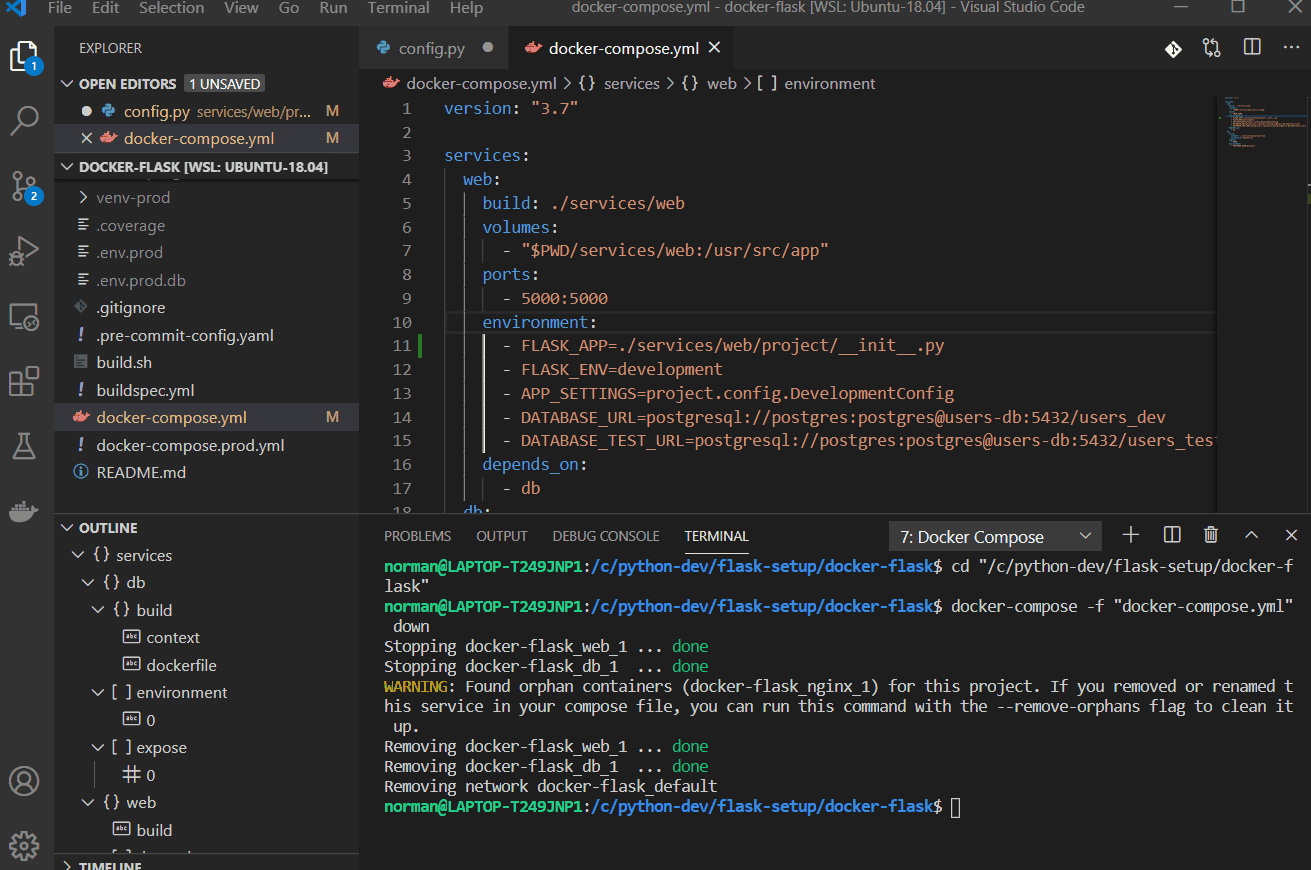 File Edit Selection View Go Run Terminal Help docker-compose.yml - docker-flask [WSL: Ubuntu-18.04] - Visual Studio Code
EXPLORER
1
OPEN EDITORS 1 UNSAVED
config.py services/web/pr... M
docker-compose.yml M
DOCKER-FLASK [WSL: UBUNTU-18.04]
2
venv-prod
.coverage
.env.prod
.env.prod.db
.gitignore
.pre-commit-config.yaml
build.sh
buildspec.yml
docker-compose.yml M
docker-compose.prod.yml
README.md
OUTLINE
{} services
{} db
{} build
abc context
abc dockerfile
[ ] environment
abc 0
[ ] expose
0
{} web
abc build
TIMELINE
config.py docker-compose.yml
docker-compose.yml > {} services > {} web > [ ] environment
1 version: "3.7"
2
3 services:
4 web:
5 build: ./services/web
6 volumes:
7 - "$PWD/services/web:/usr/src/app"
8 ports:
9 - 5000:5000
10 environment:
11 - FLASK_APP=./services/web/project/__init__.py
12 - FLASK_ENV=development
13 - APP_SETTINGS=project.config.DevelopmentConfig
14 - DATABASE_URL=postgresql://postgres:postgres@users-db:5432/users_dev
15 - DATABASE_TEST_URL=postgresql://postgres:postgres@users-db:5432/users_test
16 depends_on:
17 - db
18 db:
PROBLEMS OUTPUT DEBUG CONSOLE TERMINAL 7: Docker Compose
norman@LAPTOP-T249JNP1:/c/python-dev/flask-setup/docker-flask$ cd "/c/python-dev/flask-setup/docker-f
lask"
norman@LAPTOP-T249JNP1:/c/python-dev/flask-setup/docker-flask$ docker-compose -f "docker-compose.yml"
down
Stopping docker-flask_web_1 ... done
Stopping docker-flask_db_1 ... done
WARNING: Found orphan containers (docker-flask_nginx_1) for this project. If you removed or renamed t
his service in your compose file, you can run this command with the --remove-orphans flag to clean it
up.
Removing docker-flask_web_1 ... done
Removing docker-flask_db_1 ... done
Removing network docker-flask_default
norman@LAPTOP-T249JNP1:/c/python-dev/flask-setup/docker-flask$